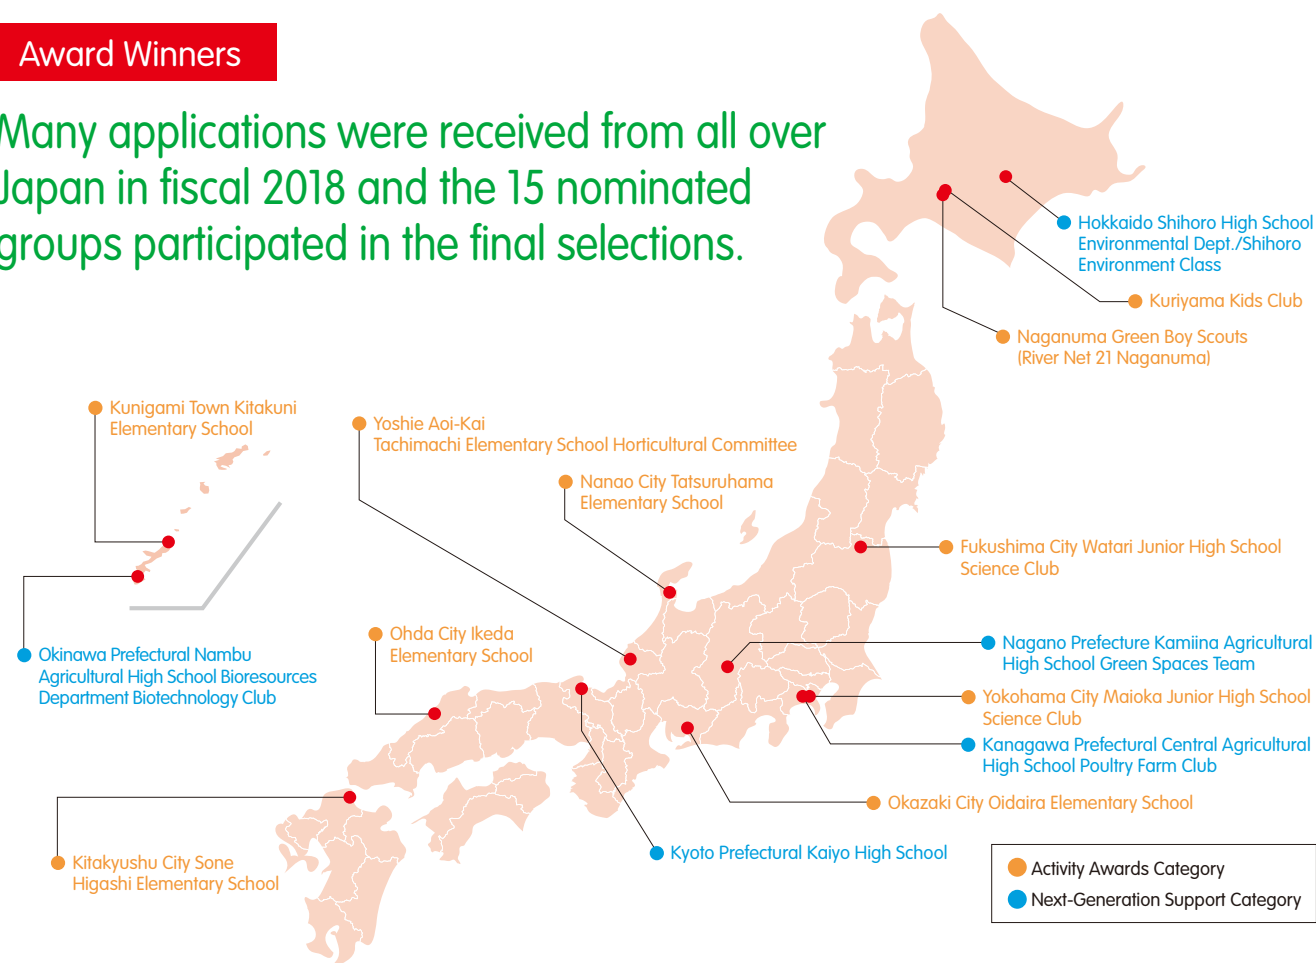 Award Winners
Many applications were received from all over
Japan in fiscal 2018 and the 15 nominated
groups participated in the final selections.
Hokkaido Shihoro High School
Environmental Dept./Shihoro
Environment Class
Kuriyama Kids Club
Naganuma Green Boy Scouts
(River Net 21 Naganuma)
Kunigami Town Kitakuni
Elementary School
Yoshie Aoi-Kai
Tachimachi Elementary School Horticultural Committee
Nanao City Tatsuruhama
Elementary School
Fukushima City Watari Junior High School
Science Club
Ohda City Ikeda
Elementary School
Okinawa Prefectural Nambu
Agricultural High School Bioresources
Department Biotechnology Club
Nagano Prefecture Kamiina Agricultural
High School Green Spaces Team
Yokohama City Maioka Junior High School
Science Club
Kanagawa Prefectural Central Agricultural
High School Poultry Farm Club
Okazaki City Oidaira Elementary School
Kyoto Prefectural Kaiyo High School
Kitakyushu City Sone
Higashi Elementary School
Activity Awards Category
Next-Generation Support Category